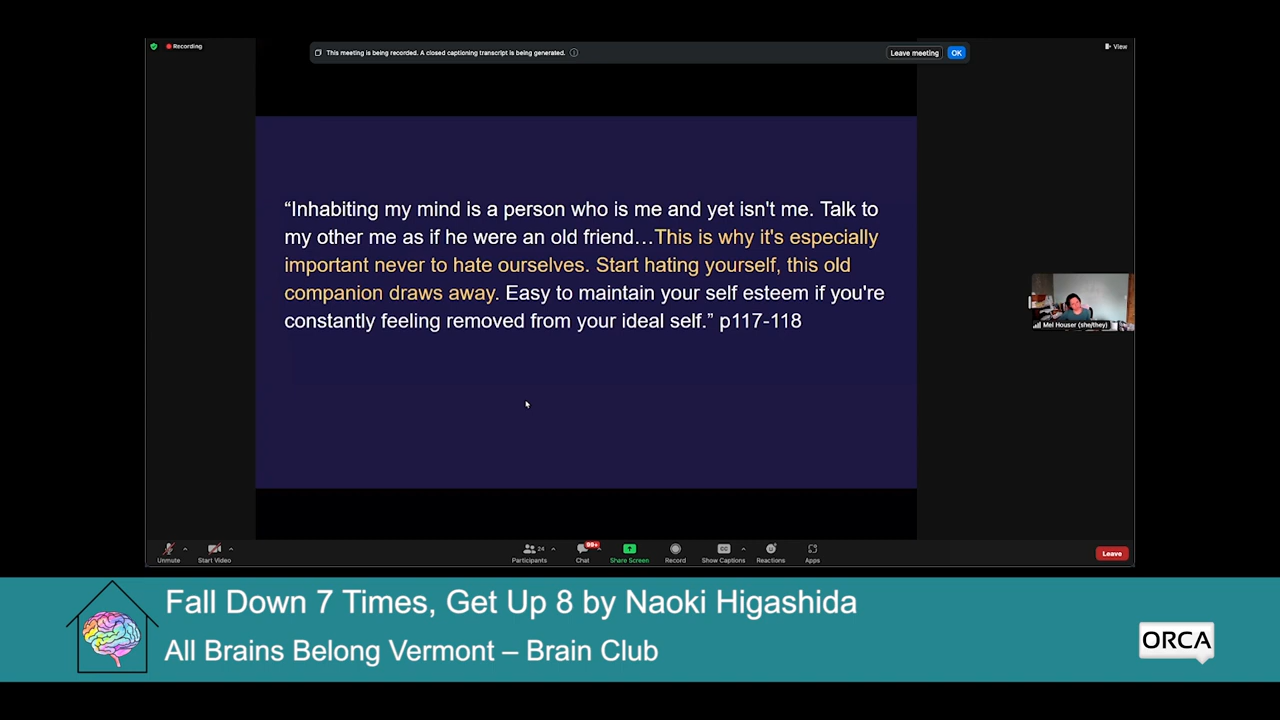 Recording
This meeting is being recorded. A closed captioning transcript is being generated.
Leave meeting
OK
View
“Inhabiting my mind is a person who is me and yet isn't me. Talk to
my other me as if he were an old friend…This is why it's especially
important never to hate ourselves. Start hating yourself, this old
companion draws away. Easy to maintain your self esteem if you're
constantly feeling removed from your ideal self.” p117-118
Mel Houser (she/they)
Unmute
Start Video
24
Participants
99+
Chat
Share Screen
Record
CC
Show Captions
Reactions
Apps
Leave
Fall Down 7 Times, Get Up 8 by Naoki Higashida
All Brains Belong Vermont – Brain Club
ORCA